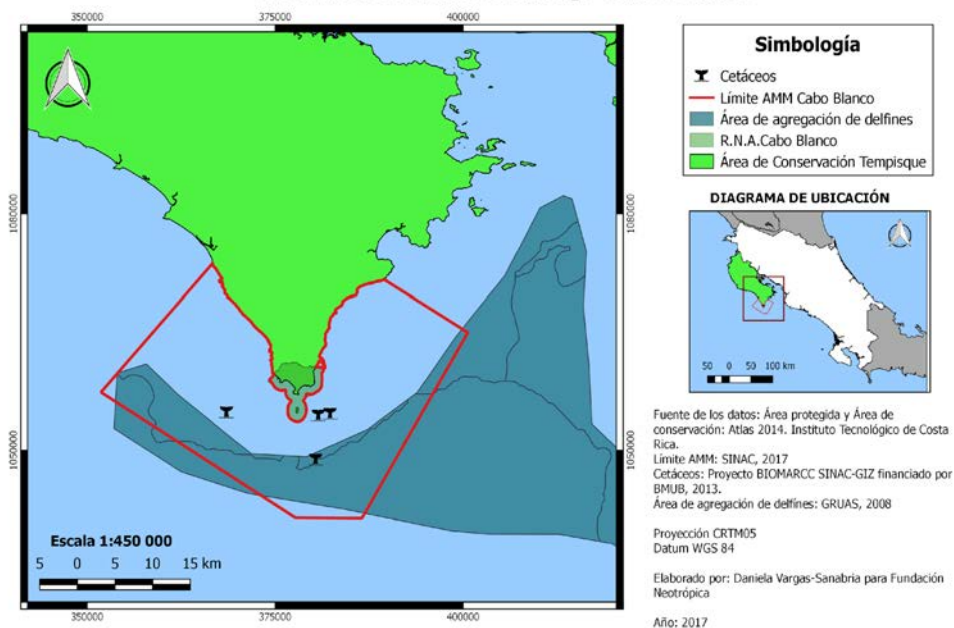 350000 375000 400000
1080000
1080000
1050000
1050000
Escala 1:450 000
5 0 5 10 15 km
350000 375000 400000
Simbología
Cetáceos
Límite AMM Cabo Blanco
Área de agregación de delfines
R.N.A.Cabo Blanco
Área de Conservación Tempisque
DIAGRAMA DE UBICACIÓN
50 0 50 100 km
Fuente de los datos: Área protegida y Área de
conservación: Atlas 2014. Instituto Tecnológico de Costa
Rica.
Límite AMM: SINAC, 2017
Cetáceos: Proyecto BIOMARCC SINAC-GIZ financiado por
BMUB, 2013.
Área de agregación de delfines: GRUAS, 2008
Proyección CRTM05
Datum WGS 84
Elaborado por: Daniela Vargas-Sanabria para Fundación
Neotrópica
Año: 2017